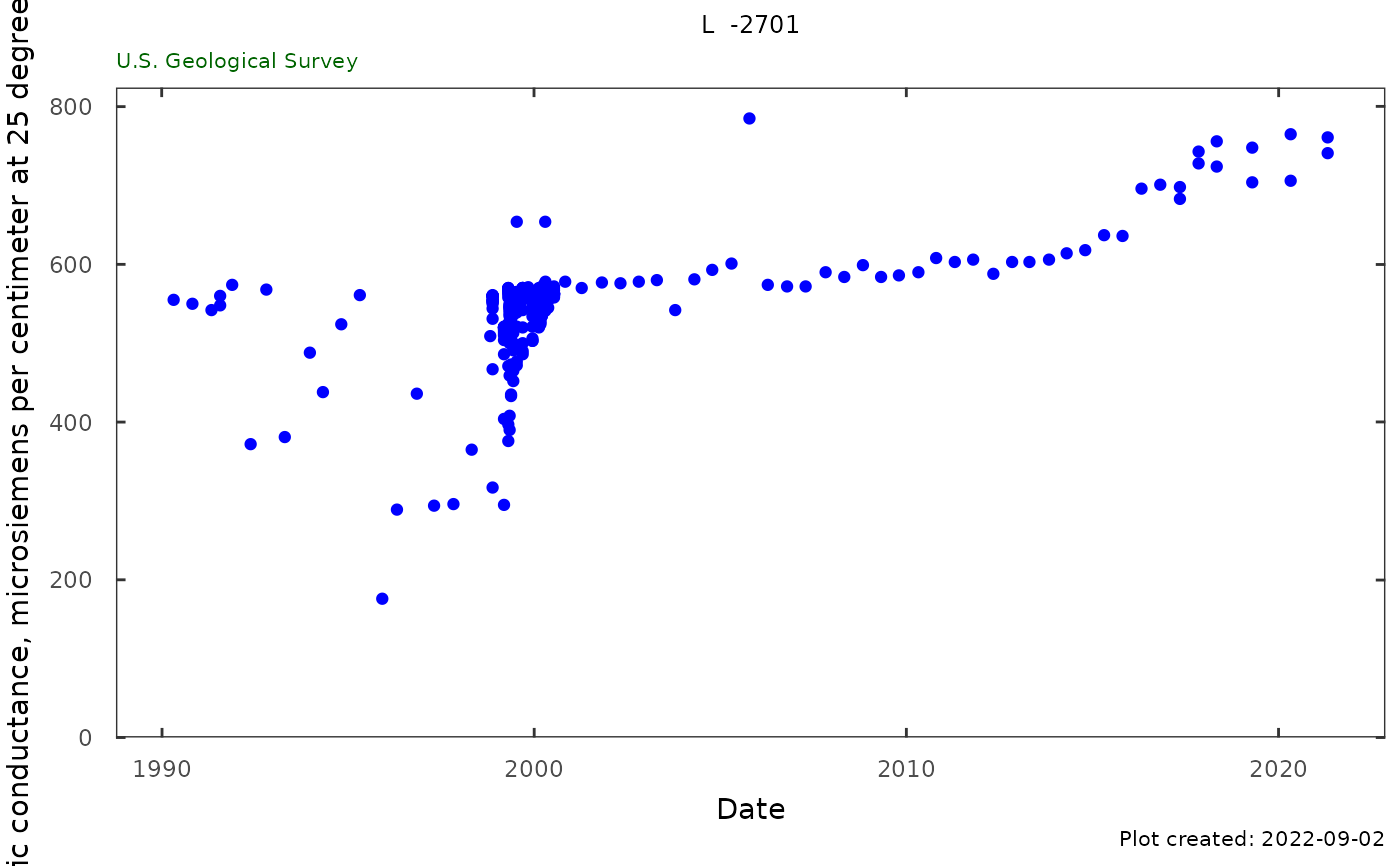 L -2701
U.S. Geological Survey
conductance, microsiemens per centimeter at 25 degree
800
600
400
200
0
1990 2000 2010 2020
Date
Plot created: 2022-09-02